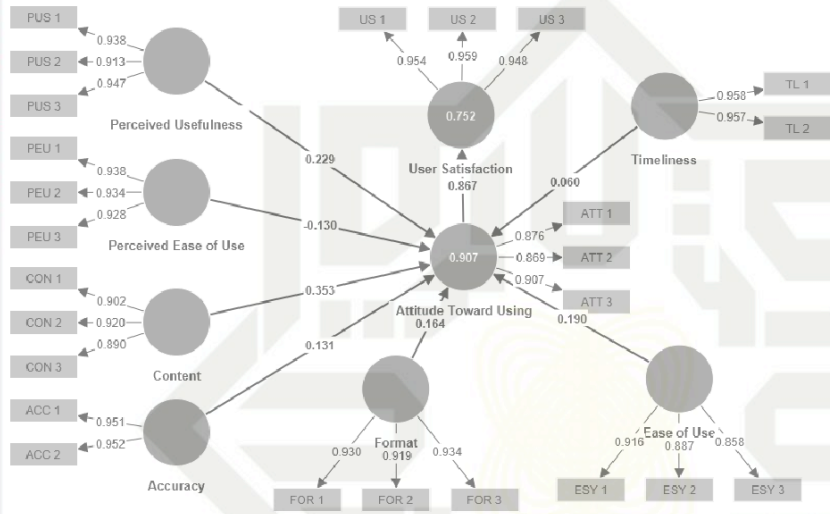 PUS 1
0.938
PUS 2
0.913
PUS 3
0.947
Perceived Usefulness
PEU 1
0.938
PEU 2
0.934
PEU 3
0.928
Perceived Ease of Use
CON 1
0.902
CON 2
0.920
CON 3
0.890
Content
ACC 1
0.951
ACC 2
0.952
Accuracy
US 1
US 2
US 3
0.954
0.959
0.948
0.752
User Satisfaction
0.867
TL 1
0.958
TL 2
0.957
Timeliness
0.229
0.060
-0.130
0.353
0.131
0.907
ATT 1
0.876
ATT 2
0.869
ATT 3
0.907
Attitude Toward Using
0.164
0.190
Format
0.930
0.919
0.934
FOR 1
FOR 2
FOR 3
Ease of Use
0.916
0.887
0.858
ESY 1
ESY 2
ESY 3